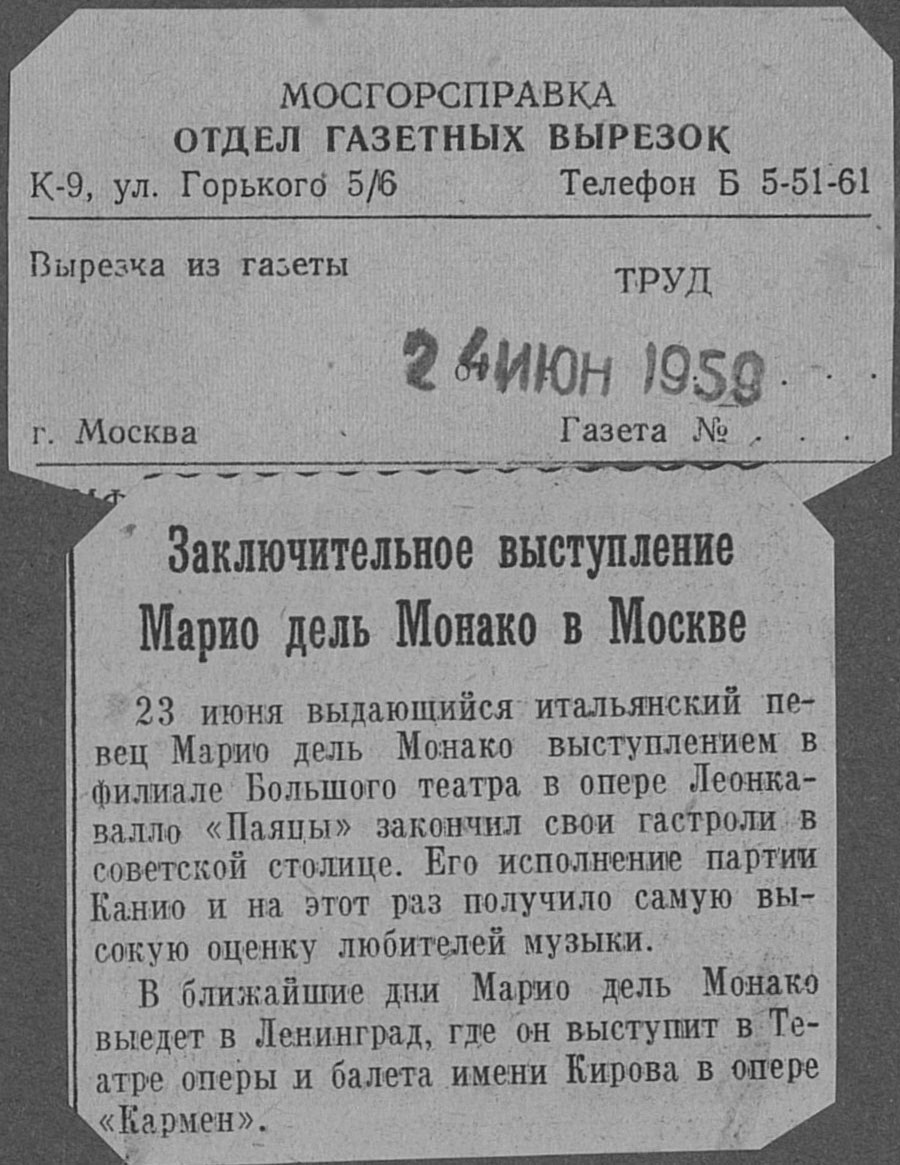 МОСГОРСПРАВКА
ОТДЕЛ ГАЗЕТНЫХ ВЫРЕЗОК
К-9, ул. Горького 5/6 Телефон Б 5-51-61
Вырезка из газеты
ТРУД
24 ИЮН 1959 . . .
г. Москва Газета № . . .
Заключительное выступление
Марио дель Монако в Москве
23 июня выдающийся итальянский пе-
вец Марио дель Монако выступлением в
филиале Большого театра в опере Леонка-
валло «Паяцы» закончил свои гастроли в
советской столице. Его исполнение партии
Канио и на этот раз получило самую вы-
сокую оценку любителей музыки.
В ближайшие дни Марио дель Монако
выедет в Ленинград, где он выступит в Те-
атре оперы и балета имени Кирова в опере
«Кармен».